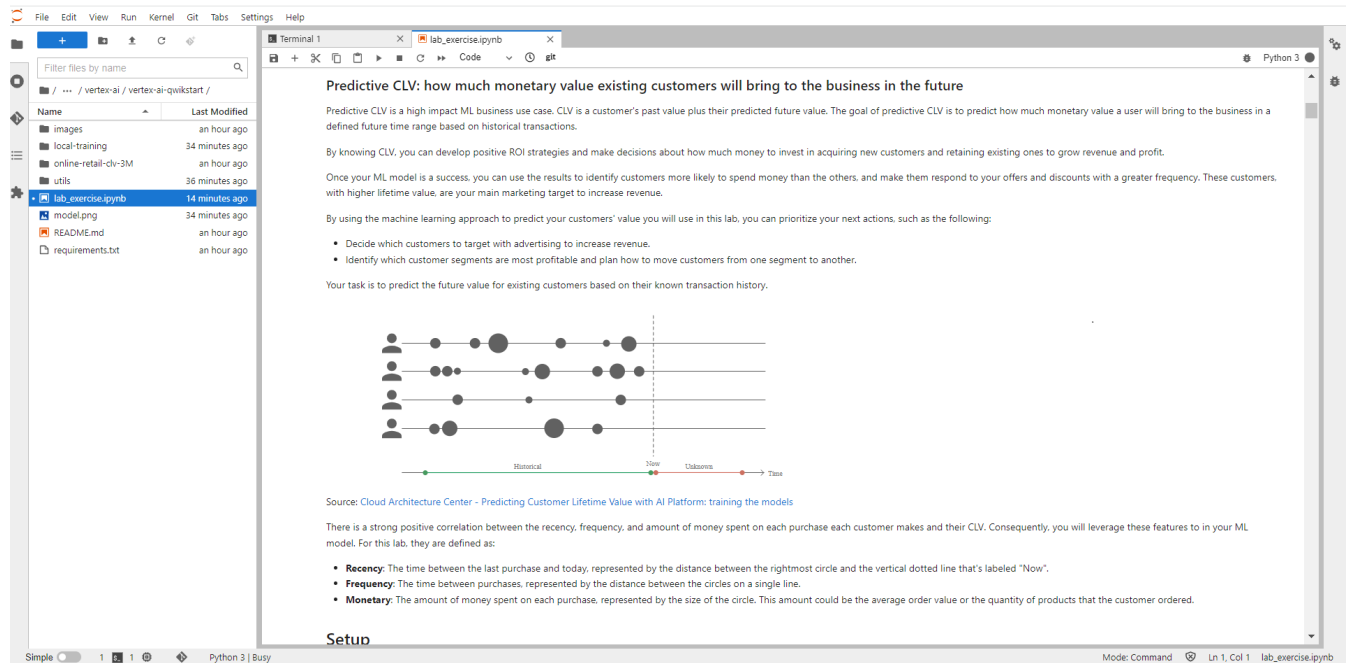 File Edit View Run Kernel Git Tabs Settings Help
Terminal 1
lab_exercise.ipynb
Code
git
Python 3
Filter files by name
/ ··· / vertex-ai / vertex-ai-qwikstart /
Name Last Modified
images an hour ago
local-training 34 minutes ago
online-retail-clv-3M an hour ago
utils 36 minutes ago
lab_exercise.ipynb 14 minutes ago
model.png 34 minutes ago
README.md an hour ago
requirements.txt an hour ago
Predictive CLV: how much monetary value existing customers will bring to the business in the future
Predictive CLV is a high impact ML business use case. CLV is a customer's past value plus their predicted future value. The goal of predictive CLV is to predict how much monetary value a user will bring to the business in a
defined future time range based on historical transactions.
By knowing CLV, you can develop positive ROI strategies and make decisions about how much money to invest in acquiring new customers and retaining existing ones to grow revenue and profit.
Once your ML model is a success, you can use the results to identify customers more likely to spend money than the others, and make them respond to your offers and discounts with a greater frequency. These customers,
with higher lifetime value, are your main marketing target to increase revenue.
By using the machine learning approach to predict your customers' value you will use in this lab, you can prioritize your next actions, such as the following:
• Decide which customers to target with advertising to increase revenue.
• Identify which customer segments are most profitable and plan how to move customers from one segment to another.
Your task is to predict the future value for existing customers based on their known transaction history.
Historical
Now
Unknown
Time
Source: Cloud Architecture Center - Predicting Customer Lifetime Value with AI Platform: training the models
There is a strong positive correlation between the recency, frequency, and amount of money spent on each purchase each customer makes and their CLV. Consequently, you will leverage these features to in your ML
model. For this lab, they are defined as:
• Recency: The time between the last purchase and today, represented by the distance between the rightmost circle and the vertical dotted line that's labeled "Now".
• Frequency: The time between purchases, represented by the distance between the circles on a single line.
• Monetary: The amount of money spent on each purchase, represented by the size of the circle. This amount could be the average order value or the quantity of products that the customer ordered.
Setup
Simple 1 1 Python 3 | Busy
Mode: Command Ln 1, Col 1 lab_exercise.ipynb